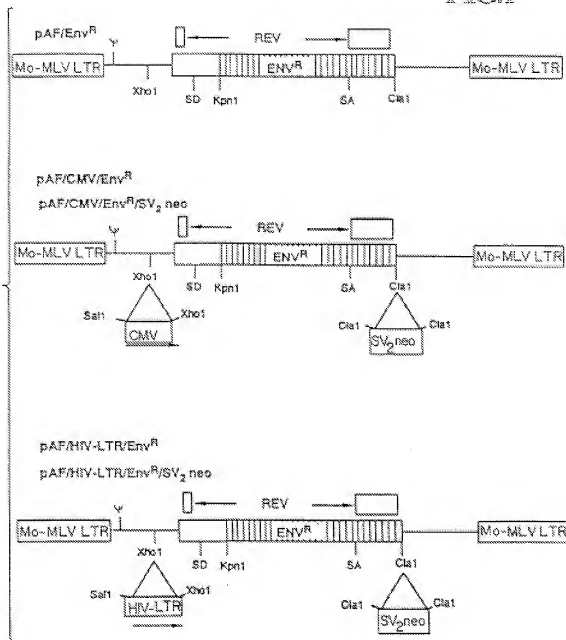 pAF/Env^R
REV
Ψ
Mo-MLV LTR ENV^R Mo-MLV LTR
Xho1 SD Kpn1 SA Cla1
pAF/CMV/Env^R
pAF/CMV/Env^R/SV₂ neo
REV
Ψ
Mo-MLV LTR ENV^R Mo-MLV LTR
Xho1 SD Kpn1 SA Cla1
Sal1 Xho1 Cla1 Cla1
CMV SV₂neo
pAF/HIV-LTR/Env^R
pAF/HIV-LTR/Env^R/SV₂ neo
REV
Ψ
Mo-MLV LTR ENV^R Mo-MLV LTR
Xho1 SD Kpn1 SA Cla1
Sal1 Xho1 Cla1 Cla1
HIV-LTR SV₂neo